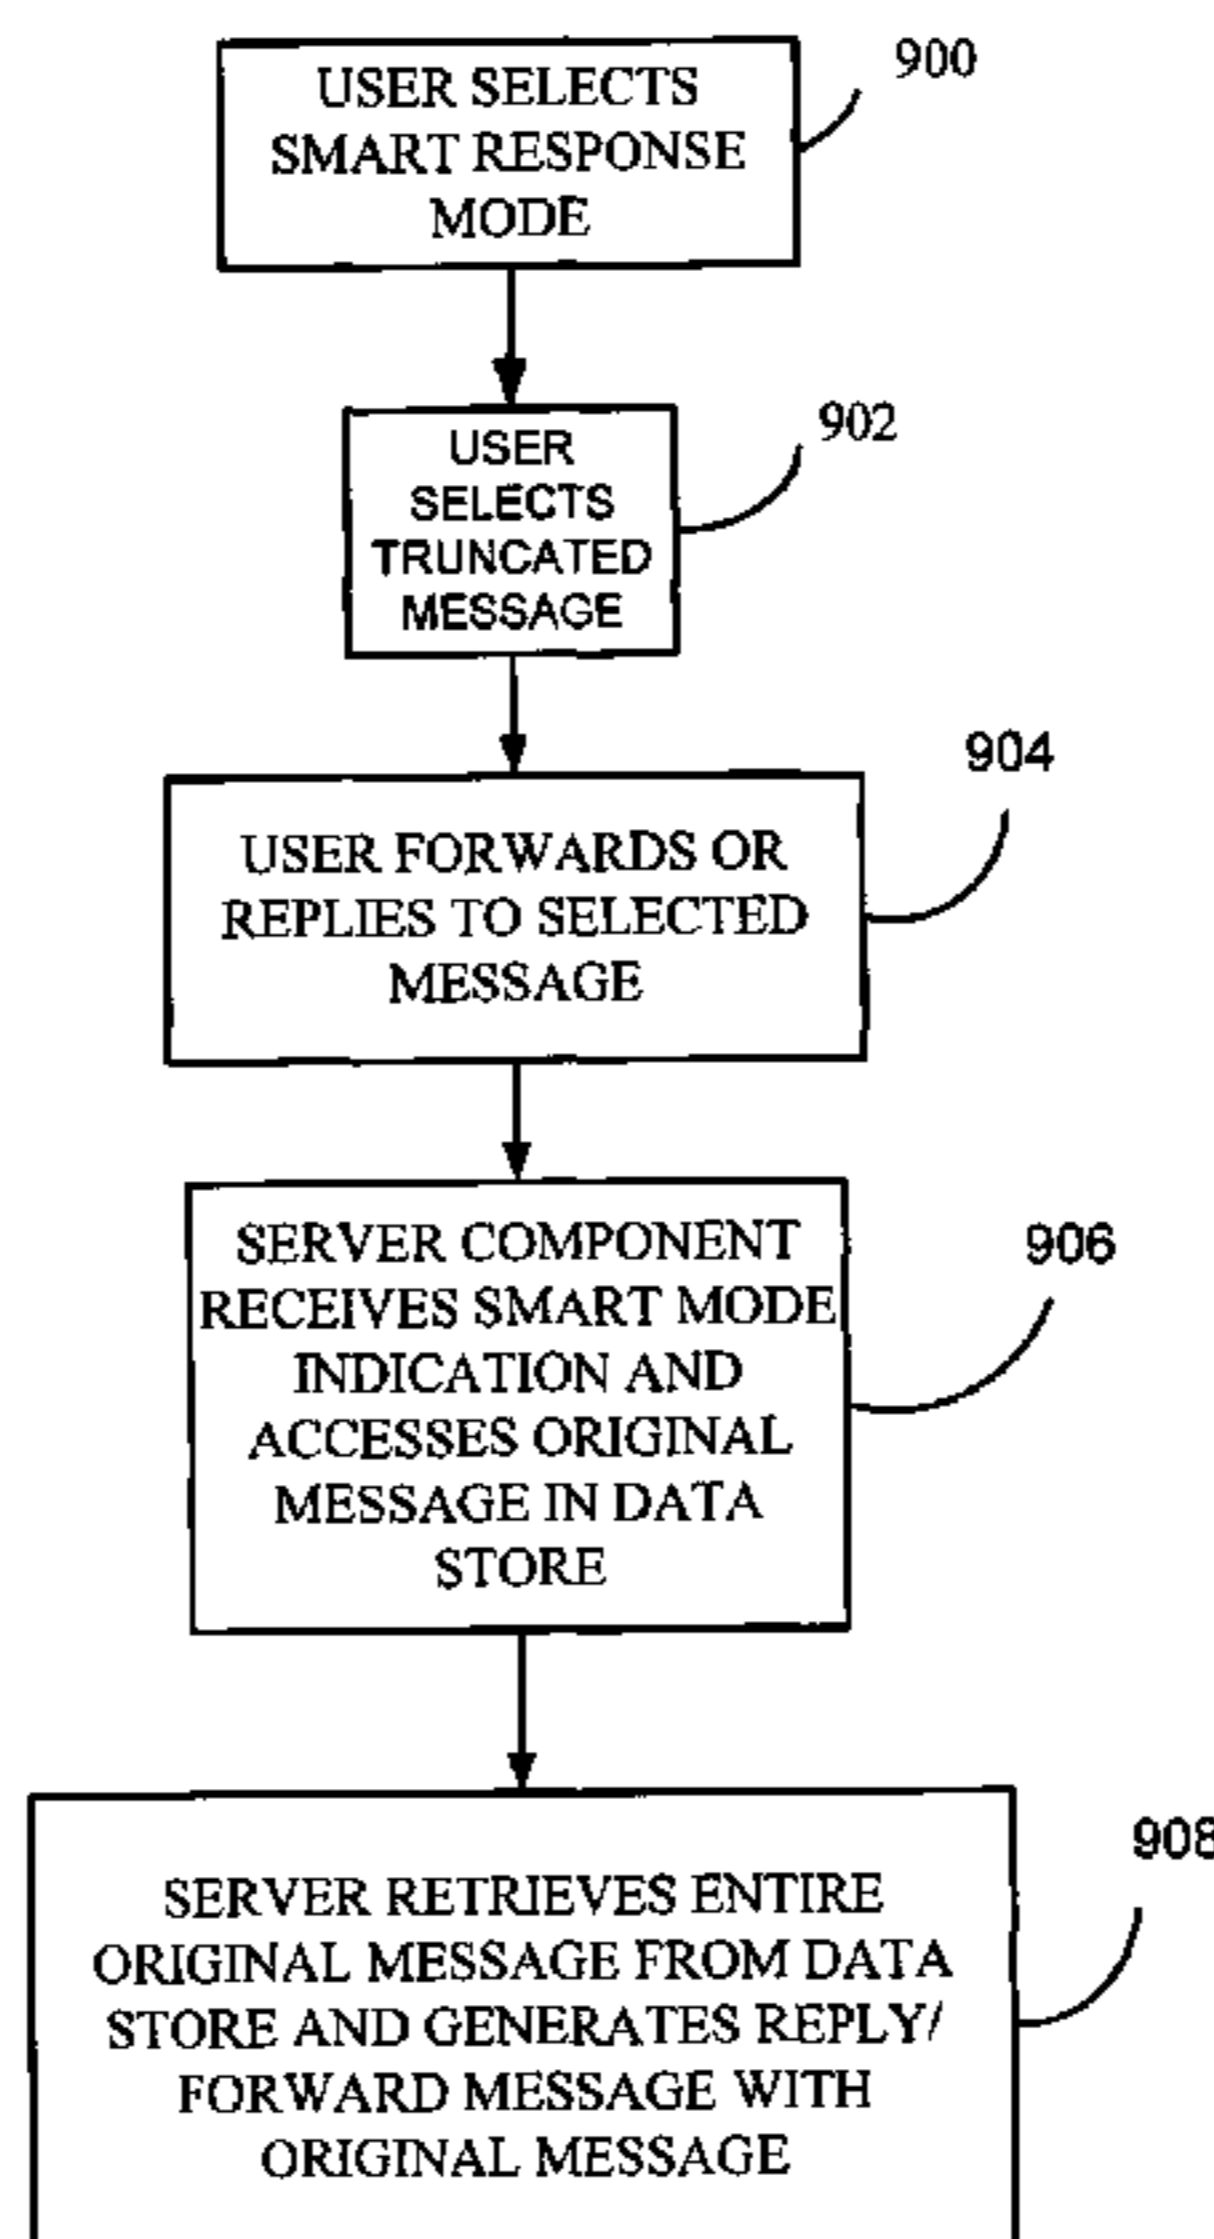 USER SELECTS
SMART RESPONSE
MODE
900
USER
SELECTS
TRUNCATED
MESSAGE
902
USER FORWARDS OR
REPLIES TO SELECTED
MESSAGE
904
SERVER COMPONENT
RECEIVES SMART MODE
INDICATION AND
ACCESSES ORIGINAL
MESSAGE IN DATA
STORE
906
SERVER RETRIEVES ENTIRE
ORIGINAL MESSAGE FROM DATA
STORE AND GENERATES REPLY/
FORWARD MESSAGE WITH
ORIGINAL MESSAGE
908